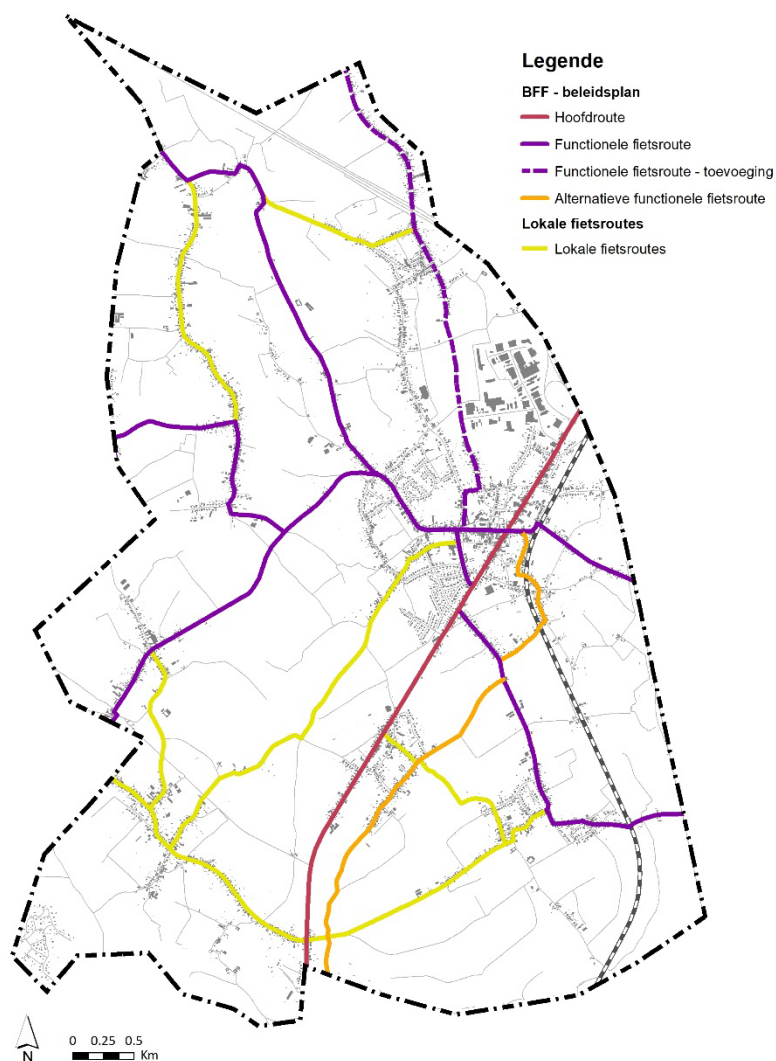 Legende
BFF - beleidsplan
Hoofdroute
Functionele fietsroute
Functionele fietsroute - toevoeging
Alternatieve functionele fietsroute
Lokale fietsroutes
Lokale fietsroutes
N
0 0.25 0.5
Km